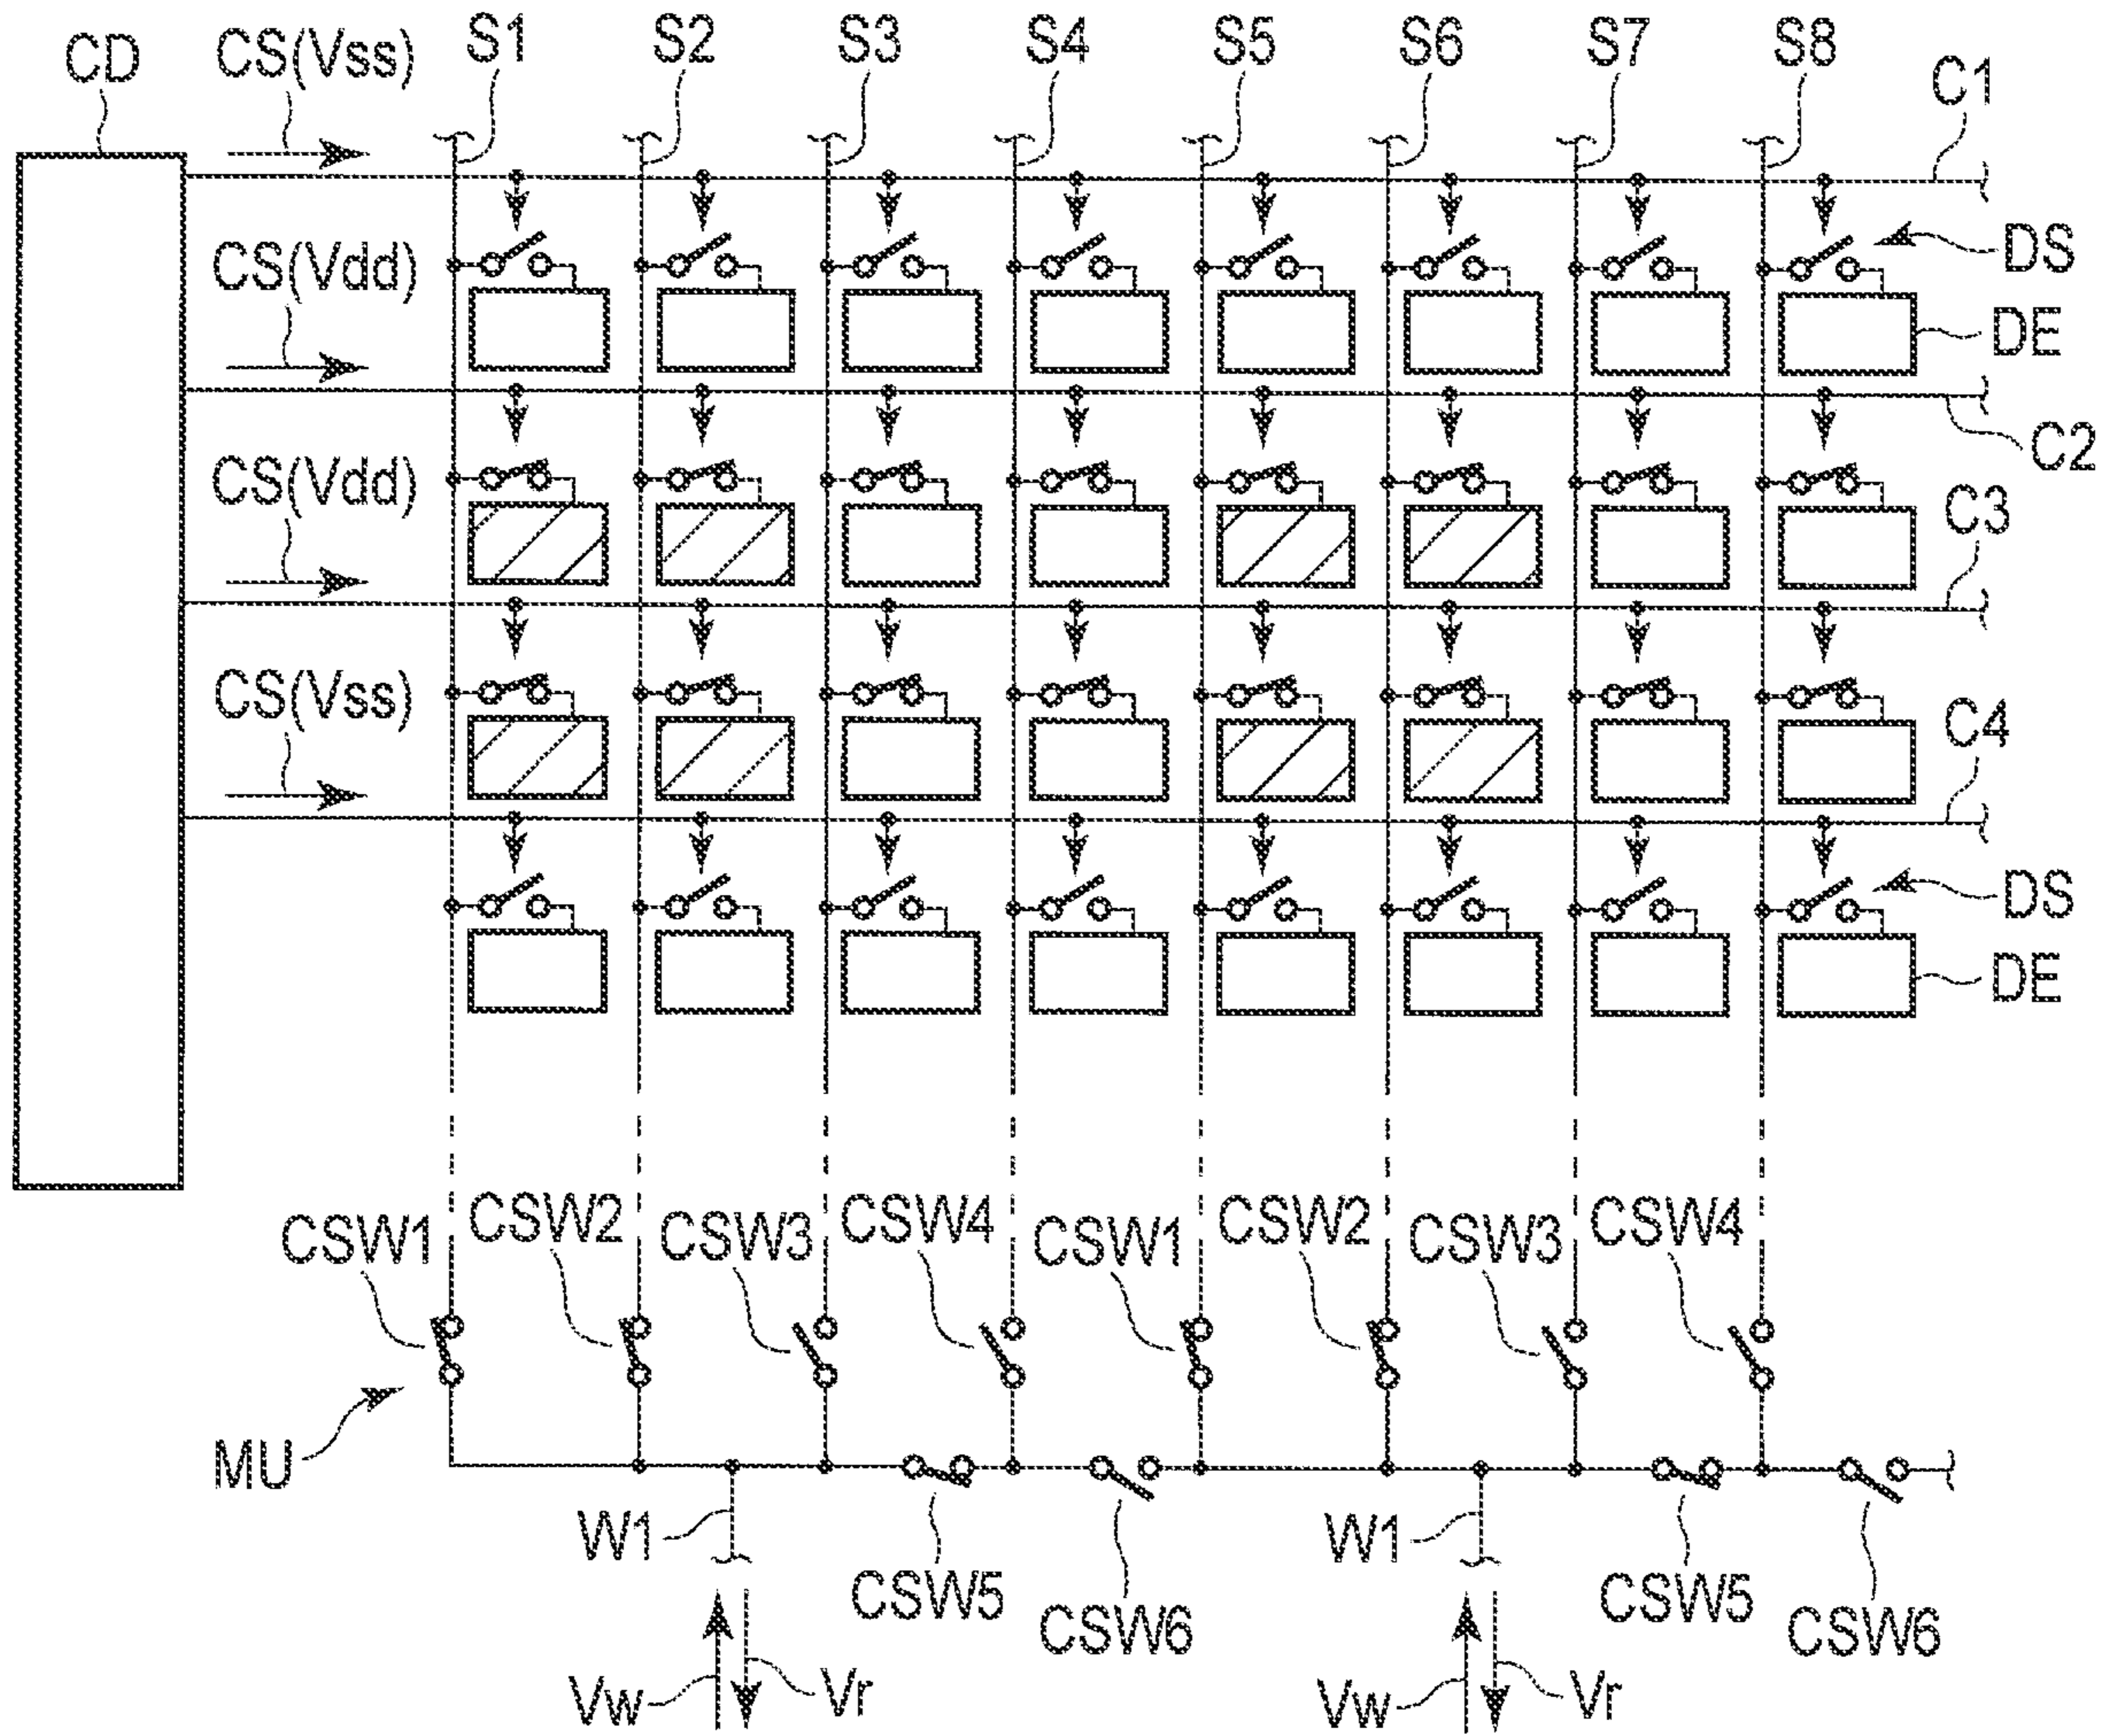 CD CS(Vss) S1 S2 S3 S4 S5 S6 S7 S8
C1
CS(Vdd) DS
DE
C2
CS(Vdd)
C3
CS(Vss)
C4
DS
DE
CSW1 CSW2 CSW3 CSW4 CSW1 CSW2 CSW3 CSW4
MU
W1 W1
CSW5 CSW5
CSW6 CSW6
Vw Vr Vw Vr